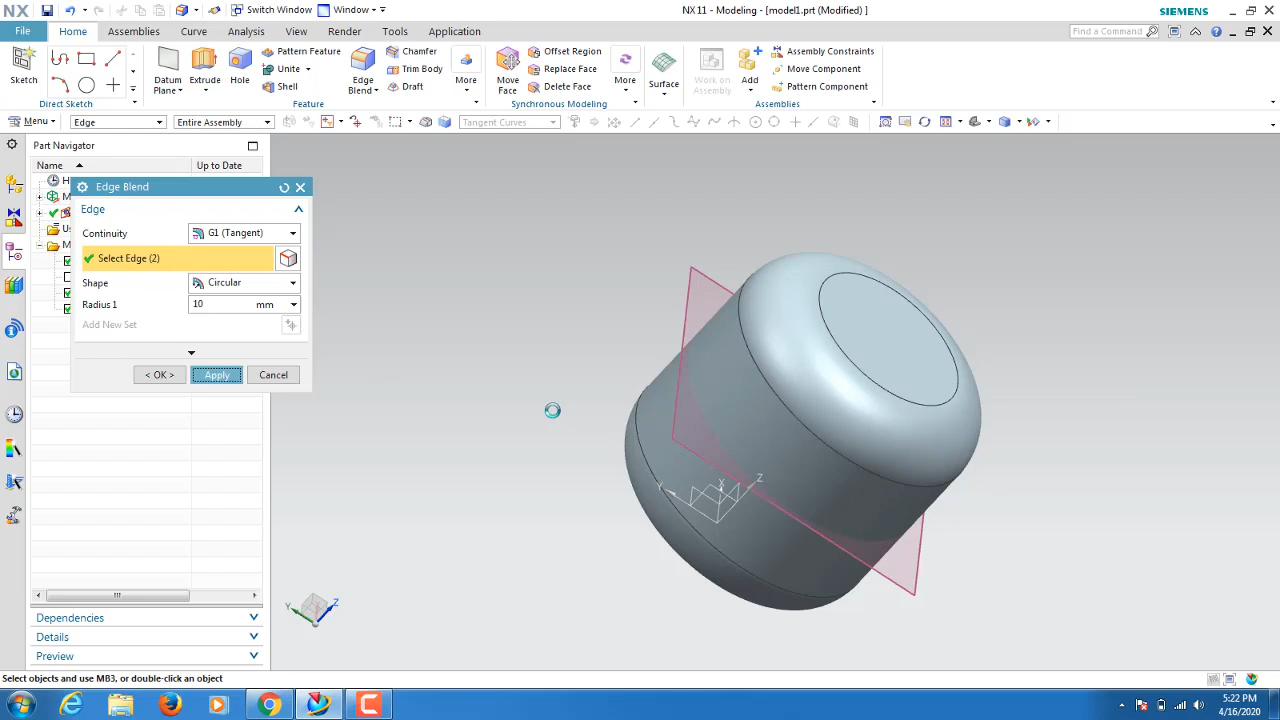 NX
Switch Window
Window
NX 11 - Modeling - [model1.prt (Modified) ]
SIEMENS
File
Home
Assemblies
Curve
Analysis
View
Render
Tools
Application
Find a Command
Sketch
Direct Sketch
Datum Plane
Extrude
Hole
Pattern Feature
Unite
Shell
Feature
Edge Blend
Chamfer
Trim Body
Draft
More
Move Face
Offset Region
Replace Face
Delete Face
Synchronous Modeling
More
Surface
Work on Assembly
Add
Assembly Constraints
Move Component
Pattern Component
Assemblies
Menu
Edge
Entire Assembly
Tangent Curves
Part Navigator
Name
Up to Date
Edge Blend
Edge
Continuity
G1 (Tangent)
Select Edge (2)
Shape
Circular
Radius 1
10
mm
Add New Set
< OK >
Apply
Cancel
Dependencies
Details
Preview
X
Y
Z
Y
Z
Select objects and use MB3, or double-click an object
5:22 PM
4/16/2020